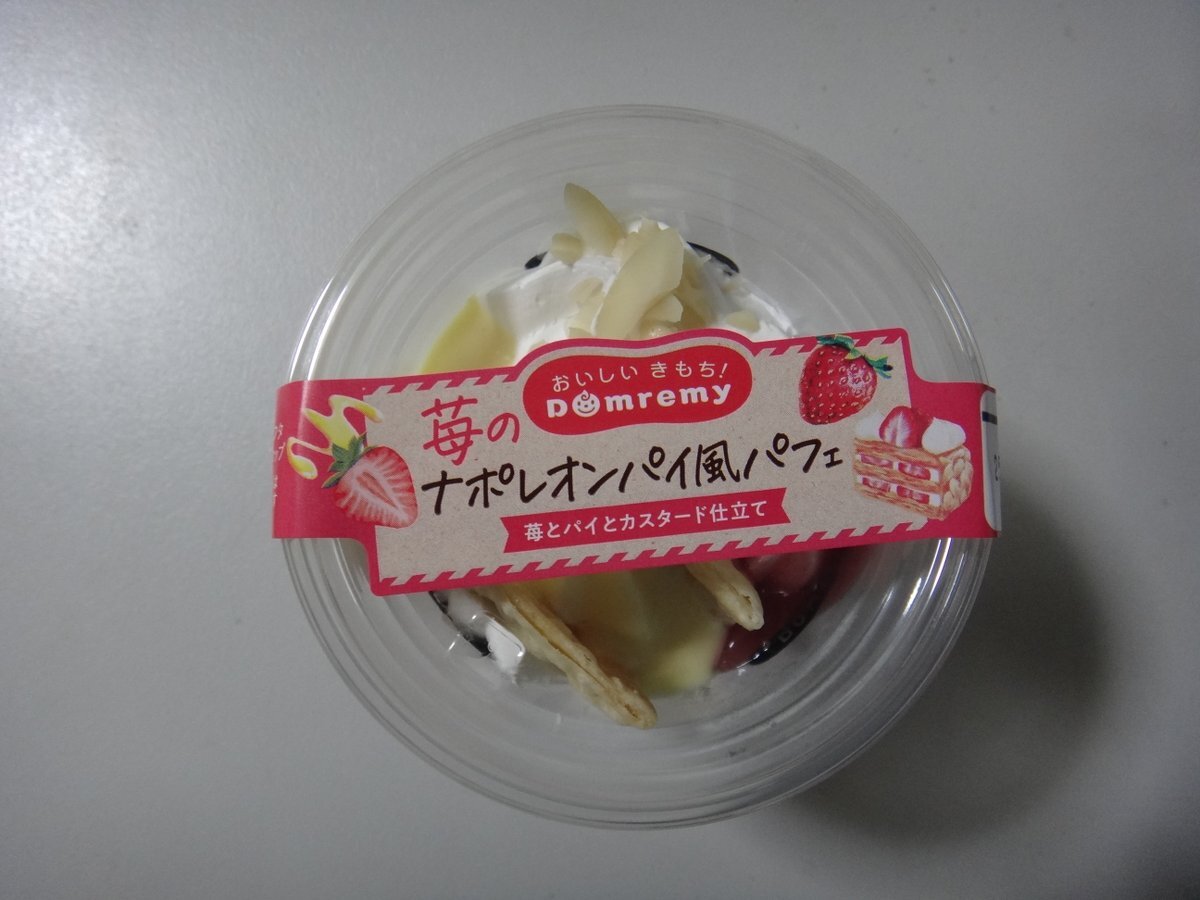 おいしい きもち!
Domremy
苺の
ナポレオンパイ風パフェ
苺とパイとカスタード仕立て